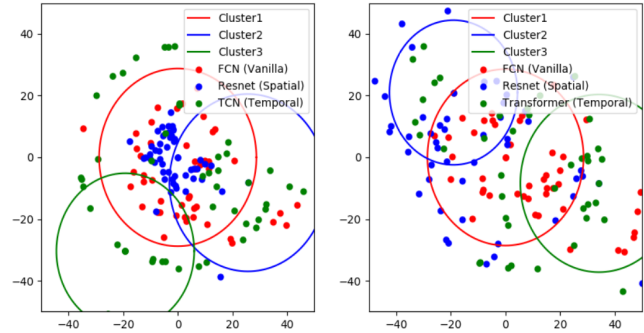 Cluster1
Cluster2
Cluster3
FCN (Vanilla)
Resnet (Spatial)
TCN (Temporal)
40
20
0
−20
−40
−40
−20
0
20
40
Cluster1
Cluster2
Cluster3
FCN (Vanilla)
Resnet (Spatial)
Transformer (Temporal)
40
20
0
−20
−40
−40
−20
0
20
40